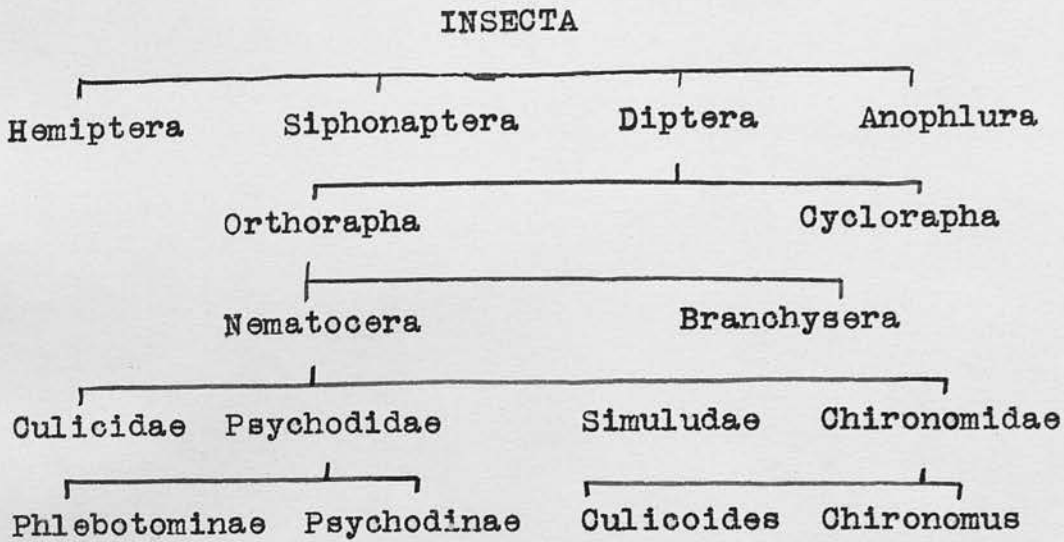 INSECTA
Hemiptera Siphonaptera Diptera Anophlura
Orthorapha Cyclorapha
Nematocera Branchysera
Culicidae Psychodidae Simuludae Chironomidae
Phlebotominae Psychodinae Culicoides Chironomus